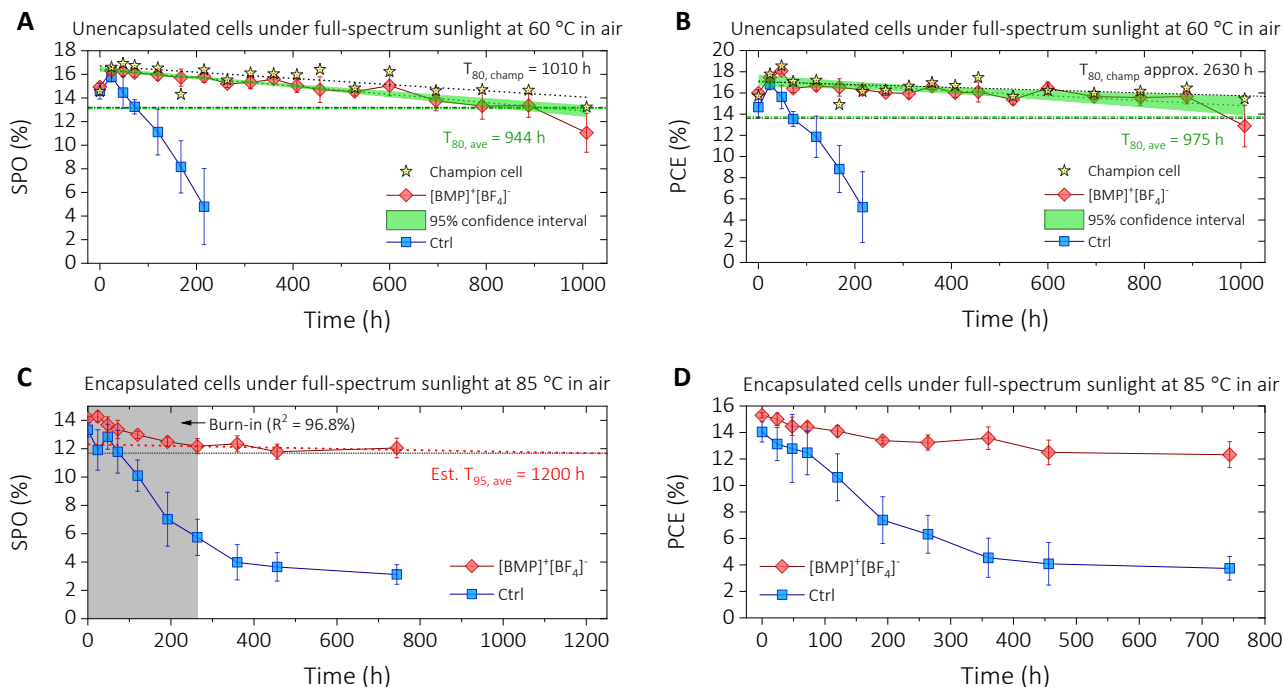 A
Unencapsulated cells under full-spectrum sunlight at 60 °C in air
18
16
14
12
10
8
6
4
2
0
SPO (%)
T80, champ = 1010 h
T80, ave = 944 h
Champion cell
[BMP]+[BF4]-
95% confidence interval
Ctrl
0 200 400 600 800 1000
Time (h)
B
Unencapsulated cells under full-spectrum sunlight at 60 °C in air
22
20
18
16
14
12
10
8
6
4
2
0
PCE (%)
T80, champ approx. 2630 h
T80, ave = 975 h
Champion cell
[BMP]+[BF4]-
95% confidence interval
Ctrl
0 200 400 600 800 1000
Time (h)
C
Encapsulated cells under full-spectrum sunlight at 85 °C in air
14
12
10
8
6
4
2
0
SPO (%)
Burn-in (R2 = 96.8%)
Est. T95, ave = 1200 h
[BMP]+[BF4]-
Ctrl
0 200 400 600 800 1000 1200
Time (h)
D
Encapsulated cells under full-spectrum sunlight at 85 °C in air
16
14
12
10
8
6
4
2
0
PCE (%)
[BMP]+[BF4]-
Ctrl
0 100 200 300 400 500 600 700 800
Time (h)